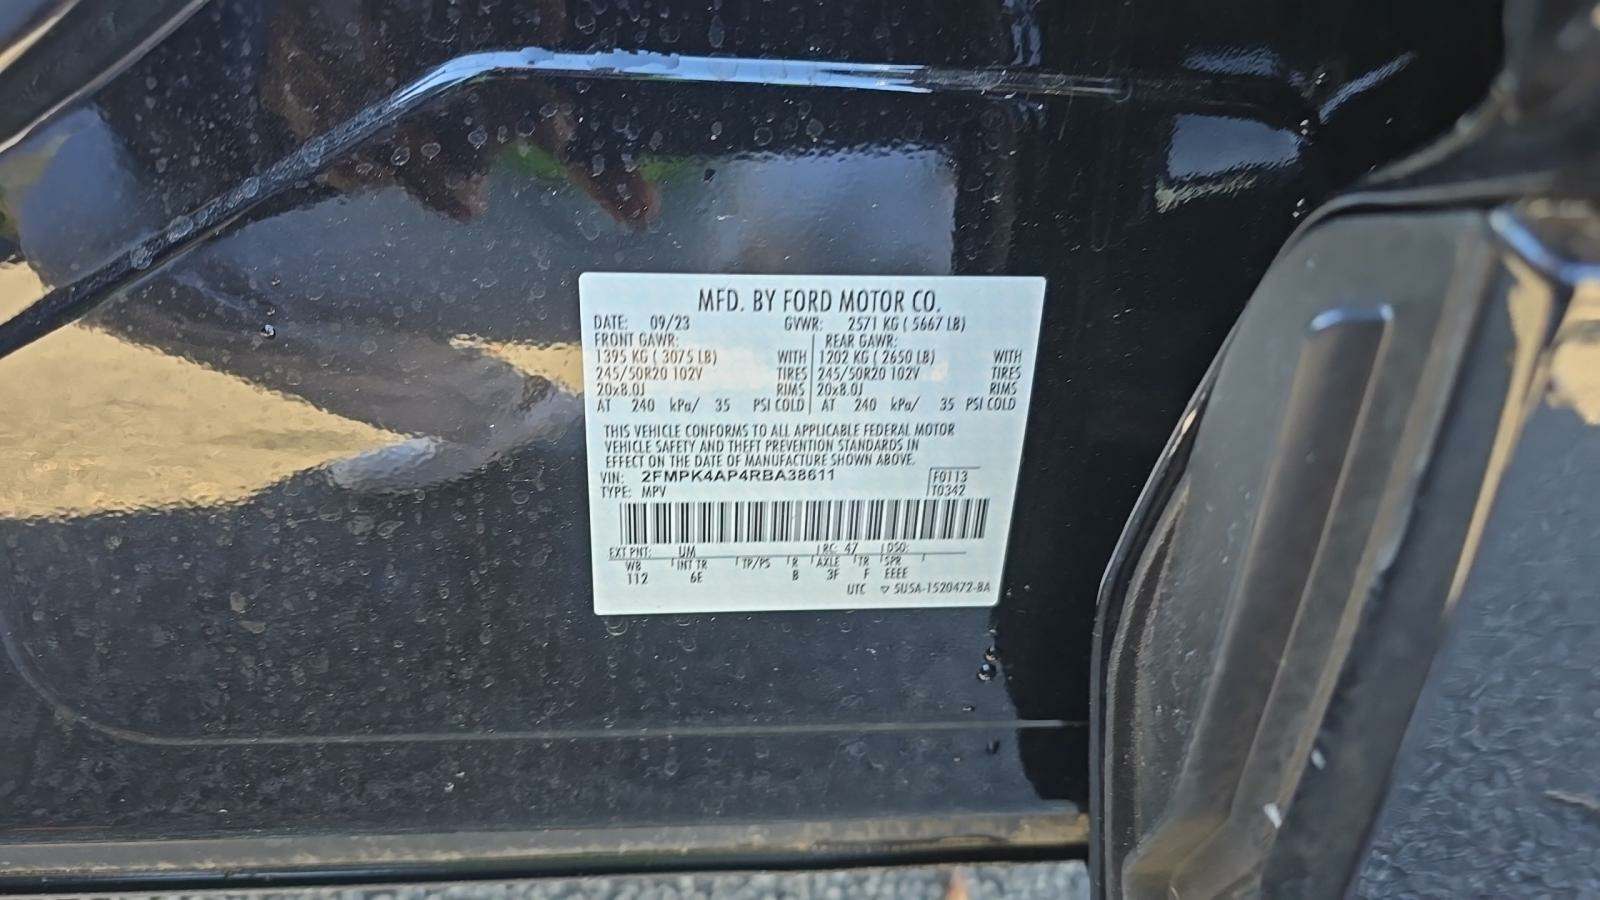 MFD. BY FORD MOTOR CO.
DATE: 09/23 GVWR: 2571 KG ( 5667 LB)
FRONT GAWR: REAR GAWR:
1395 KG ( 3075 LB) WITH 1202 KG ( 2650 LB) WITH
245/50R20 102V TIRES 245/50R20 102V TIRES
20x8.0J RIMS 20x8.0J RIMS
AT 240 kPa/ 35 PSI COLD AT 240 kPa/ 35 PSI COLD
THIS VEHICLE CONFORMS TO ALL APPLICABLE FEDERAL MOTOR
VEHICLE SAFETY AND THEFT PREVENTION STANDARDS IN
EFFECT ON THE DATE OF MANUFACTURE SHOWN ABOVE.
VIN: 2FMPK4AP4RBA38611 F0113
TYPE: MPV T0342
EXT PNT: UM RC: 47 DSO:
WB INT TR TP/PS R AXLE TR SPR
112 6E B 3F F EEEE
UTC ▽ SU5A-1520472-BA